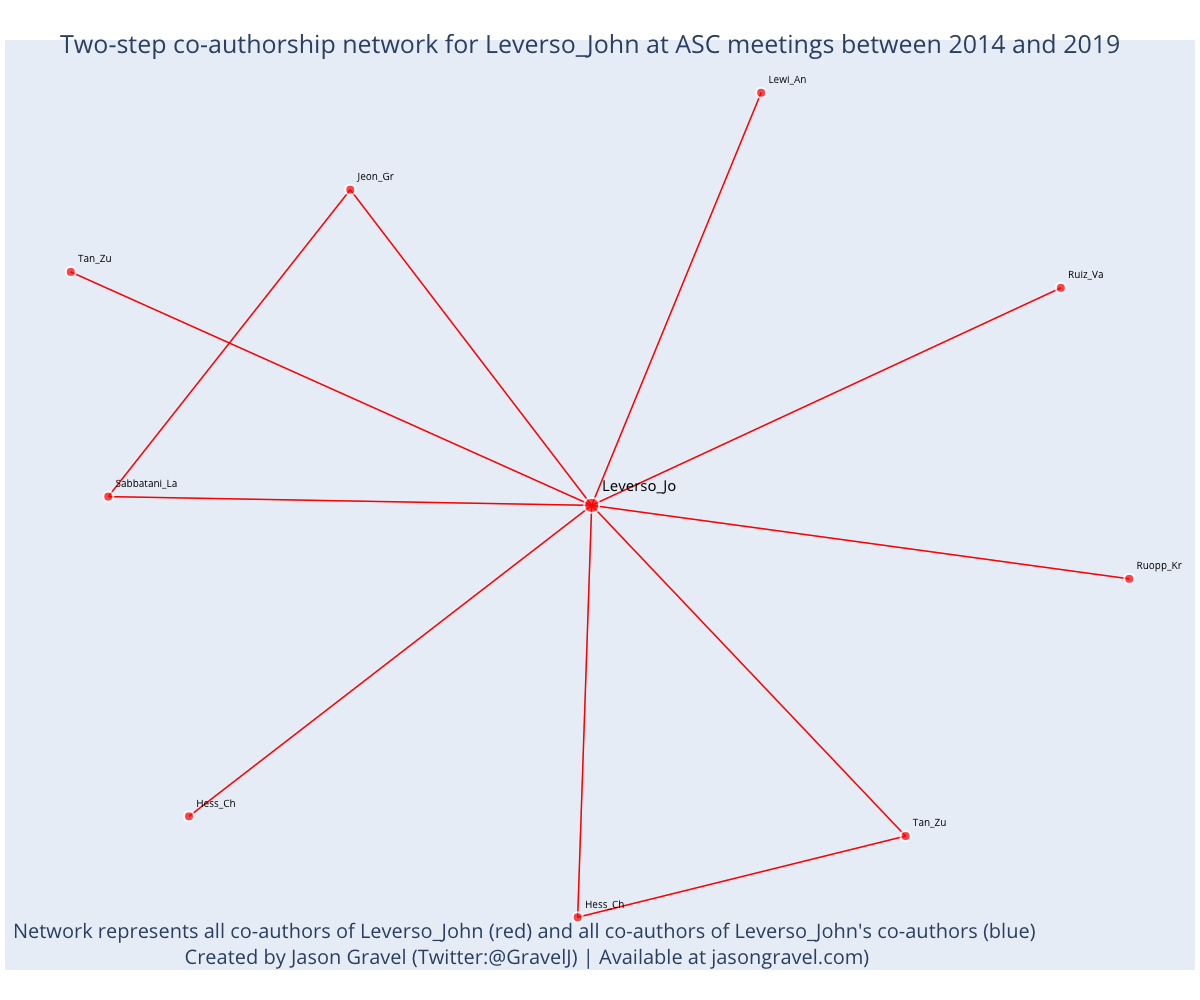 Two-step co-authorship network for Leverso_John at ASC meetings between 2014 and 2019
Lewi_An
Jeon_Gr
Tan_Zu
Ruiz_Va
Sabbatani_La
Leverso_Jo
Ruopp_Kr
Hess_Ch
Tan_Zu
Hess_Ch
Network represents all co-authors of Leverso_John (red) and all co-authors of Leverso_John's co-authors (blue)
Created by Jason Gravel (Twitter:@GravelJ) | Available at jasongravel.com)